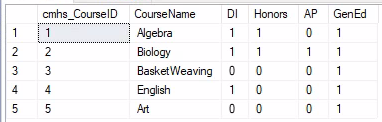 cmhs_CourseID CourseName DI Honors AP GenEd
1 1 Algebra 1 1 0 1
2 2 Biology 1 1 1 1
3 3 BasketWeaving 0 0 0 1
4 4 English 1 0 0 1
5 5 Art 0 0 0 1